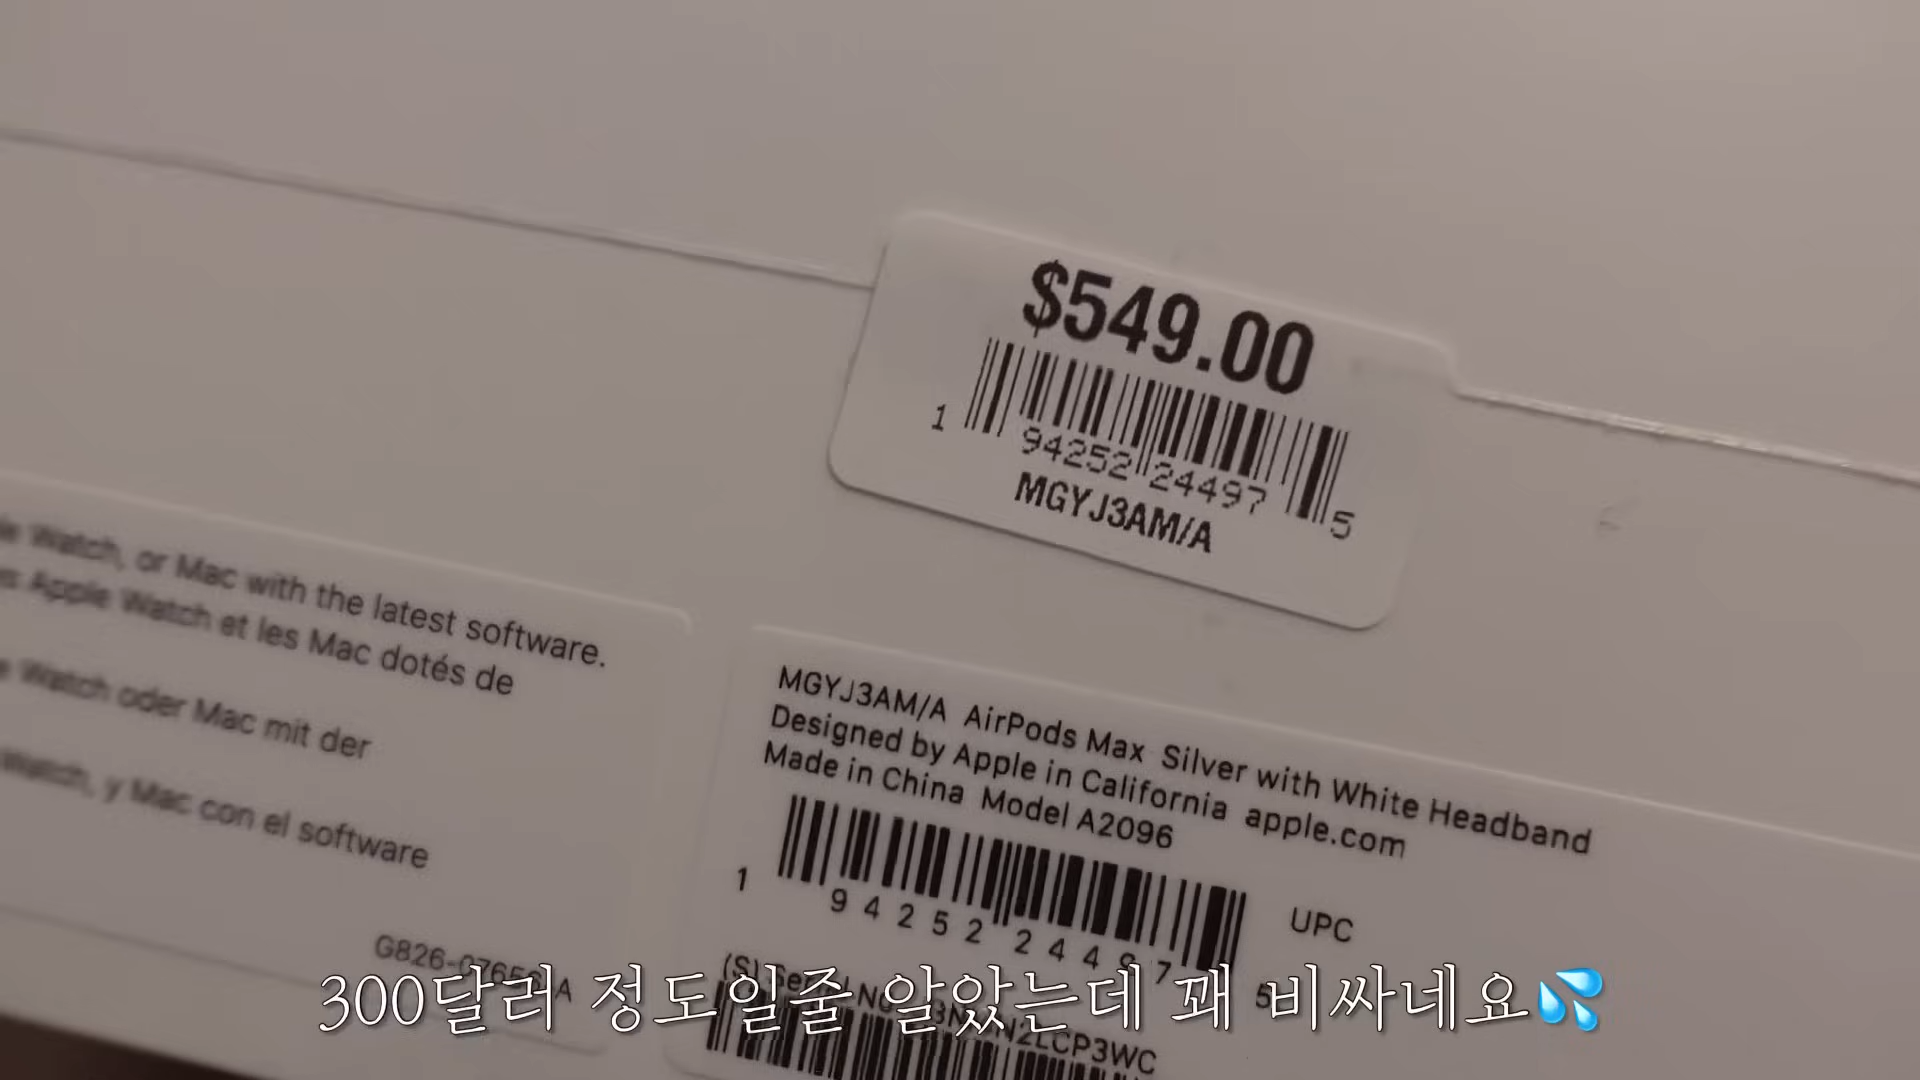 $549.00
1 94252 24497 5
MGYJ3AM/A
Watch, or Mac with the latest software.
Apple Watch et les Mac dotés de
Watch oder Mac mit der
Watch, y Mac con el software
MGYJ3AM/A AirPods Max Silver with White Headband
Designed by Apple in California apple.com
Made in China Model A2096
1 94252 24497 5
UPC
300달러 정도일줄 알았는데 꽤 비싸네요💦